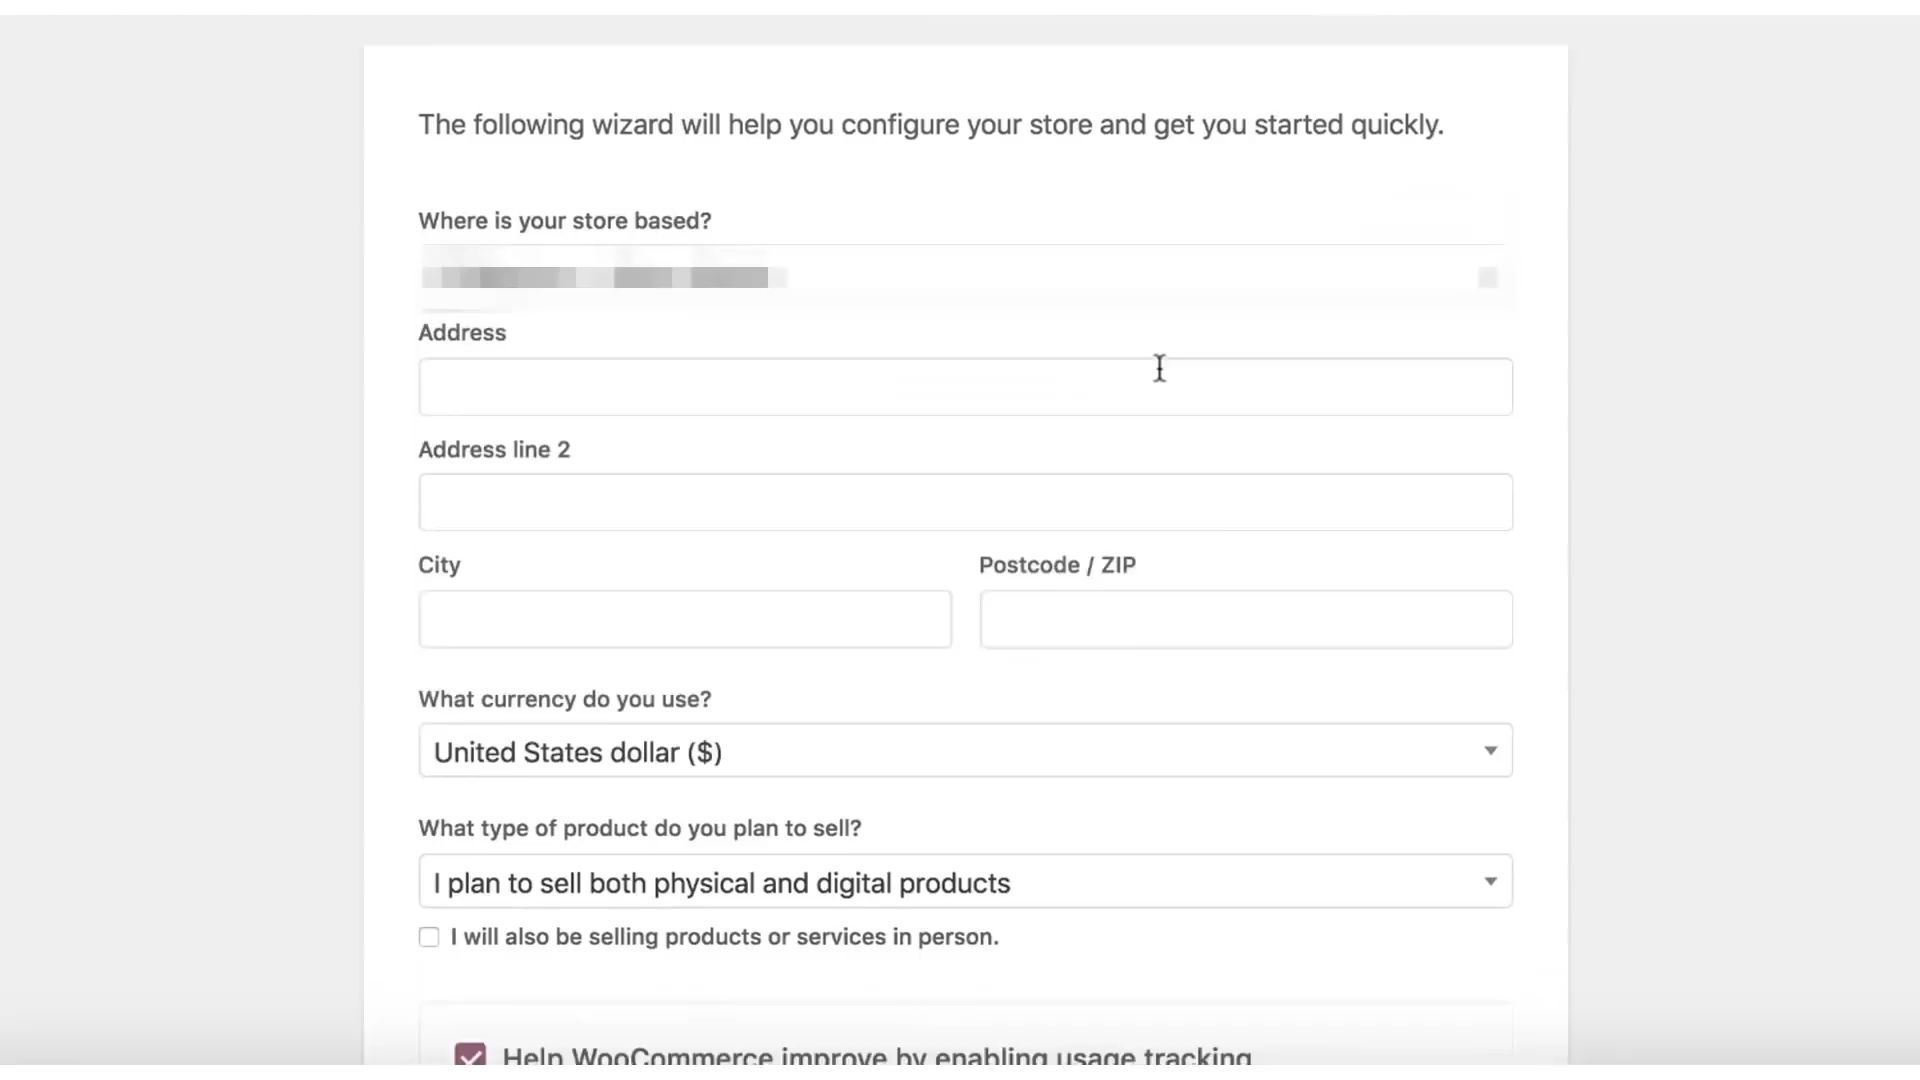 The following wizard will help you configure your store and get you started quickly.
Where is your store based?
Address
Address line 2
City
Postcode / ZIP
What currency do you use?
United States dollar ($)
What type of product do you plan to sell?
I plan to sell both physical and digital products
I will also be selling products or services in person.
Help WooCommerce improve by enabling usage tracking